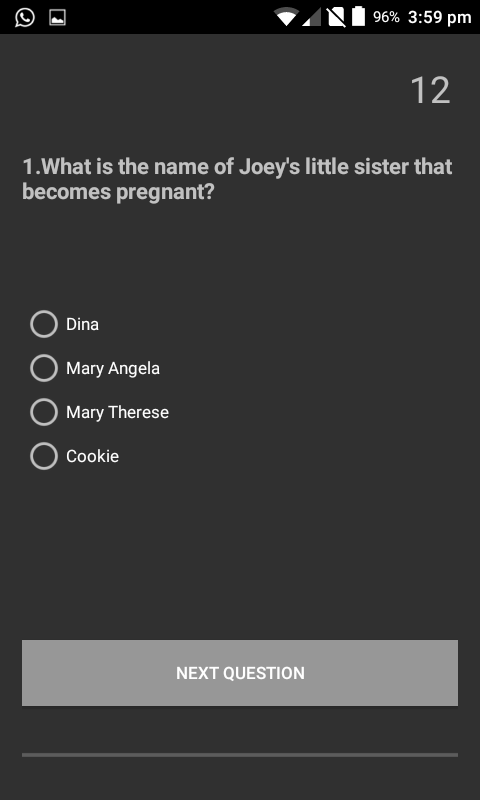 96% 3:59 pm
12
1.What is the name of Joey's little sister that
becomes pregnant?
Dina
Mary Angela
Mary Therese
Cookie
NEXT QUESTION